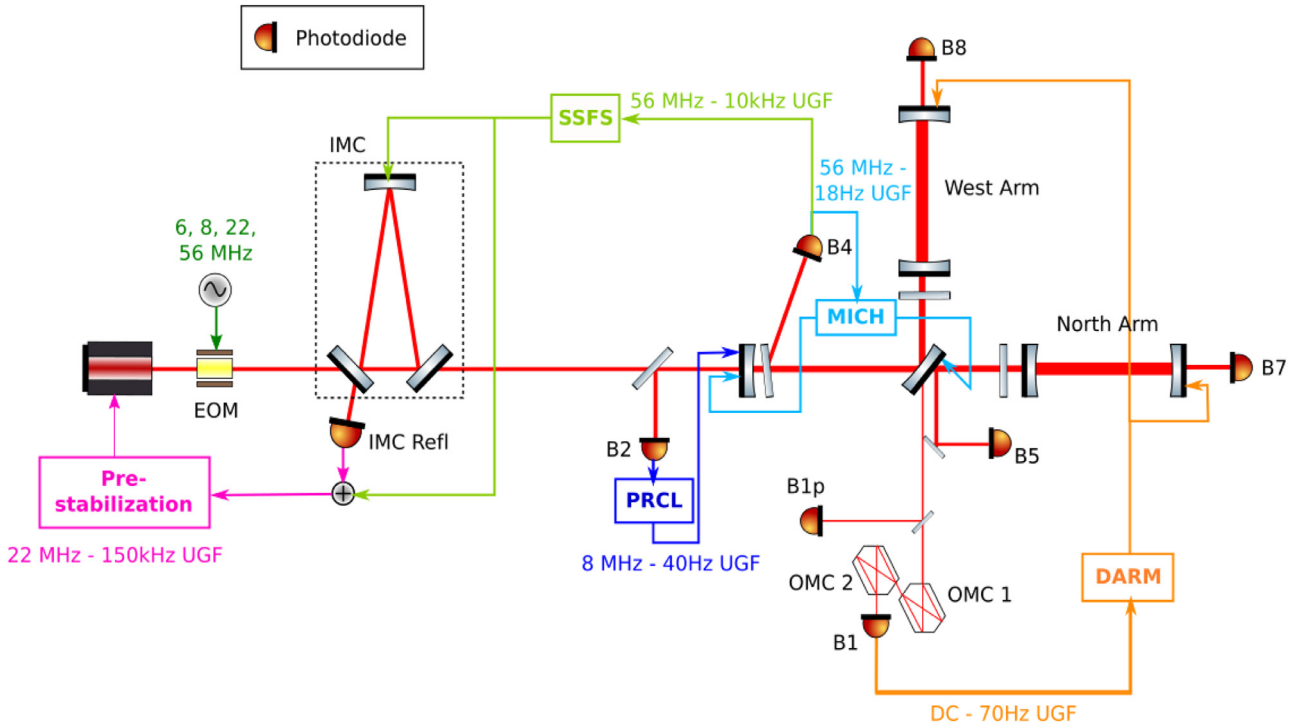 Photodiode
B8
56 MHz - 10kHz UGF
SSFS
IMC
56 MHz -
18Hz UGF
West Arm
6, 8, 22,
56 MHz
B4
MICH
North Arm
B7
EOM
IMC Refl
B2
B5
Pre-
stabilization
PRCL
B1p
22 MHz - 150kHz UGF
8 MHz - 40Hz UGF
OMC 2
OMC 1
DARM
B1
DC - 70Hz UGF